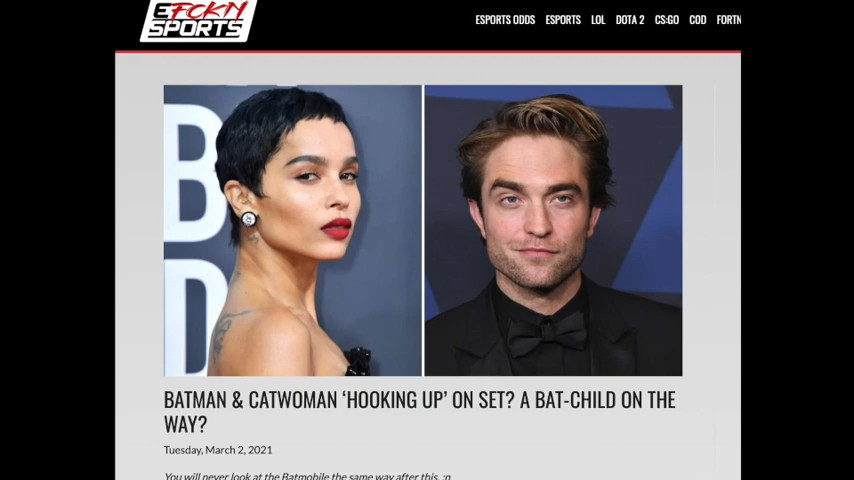 EFCKN
SPORTS
ESPORTS ODDS ESPORTS LOL DOTA 2 CS:GO COD FORTN
B
D
BATMAN & CATWOMAN ‘HOOKING UP’ ON SET? A BAT-CHILD ON THE
WAY?
Tuesday, March 2, 2021
You will never look at the Batmobile the same way after this. :p